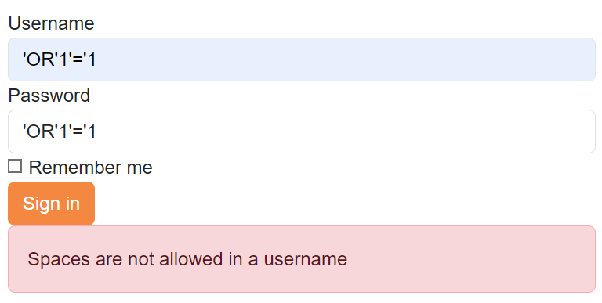 Username
'OR'1'='1
Password
'OR'1'='1
Remember me
Sign in
Spaces are not allowed in a username